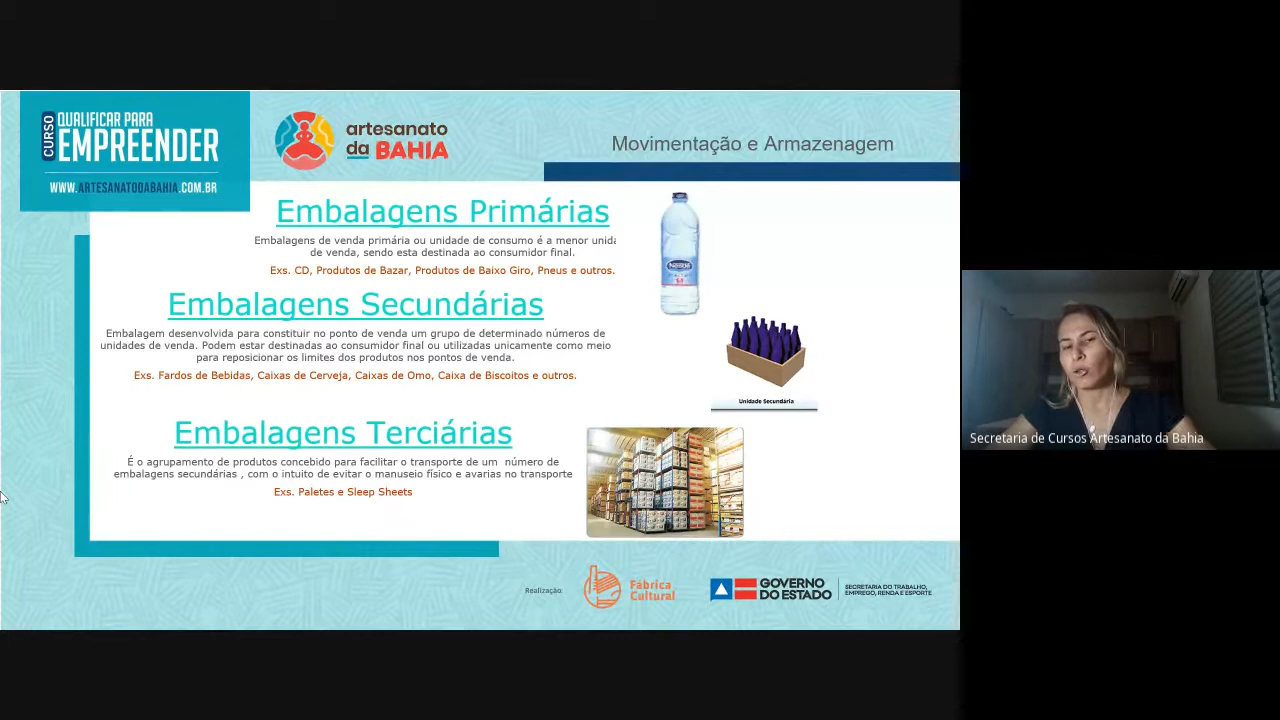 CURSO
QUALIFICAR PARA
EMPREENDER
WWW.ARTESANATODABAHIA.COM.BR
artesanato
da BAHIA
Movimentação e Armazenagem
Embalagens Primárias
Embalagens de venda primária ou unidade de consumo é a menor unida
de venda, sendo esta destinada ao consumidor final.
Exs. CD, Produtos de Bazar, Produtos de Baixo Giro, Pneus e outros.
Embalagens Secundárias
Embalagem desenvolvida para constituir no ponto de venda um grupo de determinado números de
unidades de venda. Podem estar destinadas ao consumidor final ou utilizadas unicamente como meio
para reposicionar os limites dos produtos nos pontos de venda.
Exs. Fardos de Bebidas, Caixas de Cerveja, Caixas de Omo, Caixa de Biscoitos e outros.
Unidade Secundária
Embalagens Terciárias
É o agrupamento de produtos concebido para facilitar o transporte de um número de
embalagens secundárias , com o intuito de evitar o manuseio físico e avarias no transporte
Exs. Paletes e Sleep Sheets
Secretaria de Cursos Artesanato da Bahia
Realização:
Fábrica
Cultural
GOVERNO
DO ESTADO
SECRETARIA DO TRABALHO,
EMPREGO, RENDA E ESPORTE